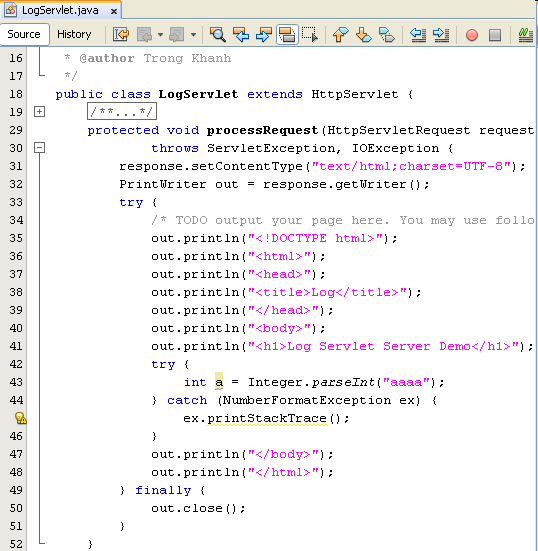 LogServlet.java
Source History
16 * @author Trong Khanh
17 */
18 public class LogServlet extends HttpServlet {
19 /**...*/
29 protected void processRequest(HttpServletRequest request
30 throws ServletException, IOException {
31 response.setContentType("text/html;charset=UTF-8");
32 PrintWriter out = response.getWriter();
33 try {
34 /* TODO output your page here. You may use follo
35 out.println("<!DOCTYPE html>");
36 out.println("<html>");
37 out.println("<head>");
38 out.println("<title>Log</title>");
39 out.println("</head>");
40 out.println("<body>");
41 out.println("<h1>Log Servlet Server Demo</h1>");
42 try {
43 int a = Integer.parseInt("aaaa");
44 } catch (NumberFormatException ex) {
ex.printStackTrace();
46 }
47 out.println("</body>");
48 out.println("</html>");
49 } finally {
50 out.close();
51 }
52 }